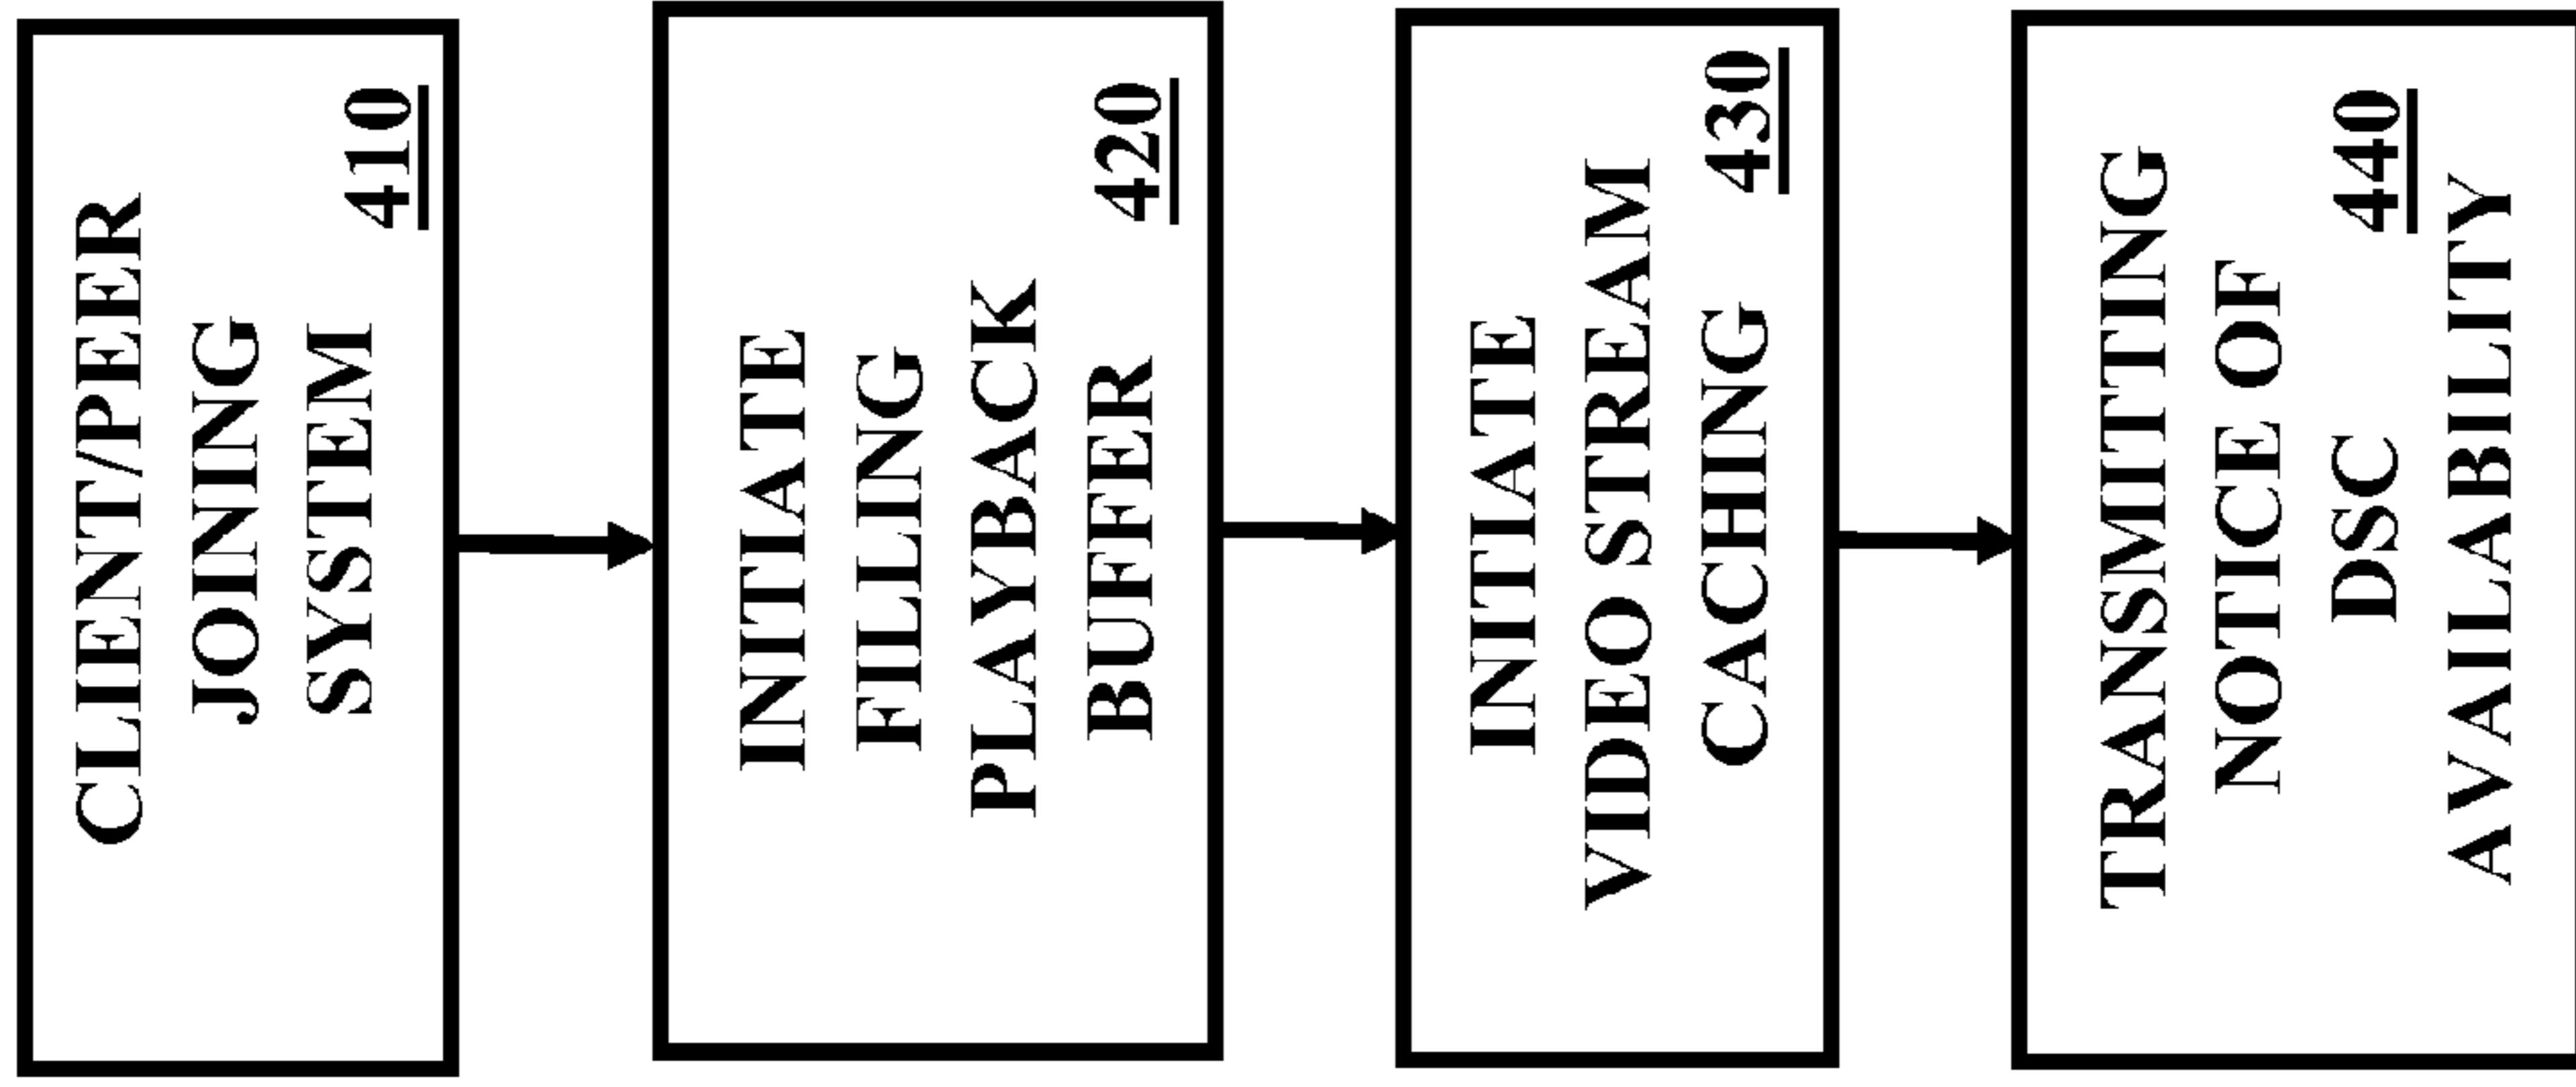 CLIENT/PEER
JOINING
SYSTEM
410
INITIATE
FILLING
PLAYBACK
BUFFER
420
INITIATE
VIDEO STREAM
CACHING
430
TRANSMITTING
NOTICE OF
DSC
440
AVAILABILITY